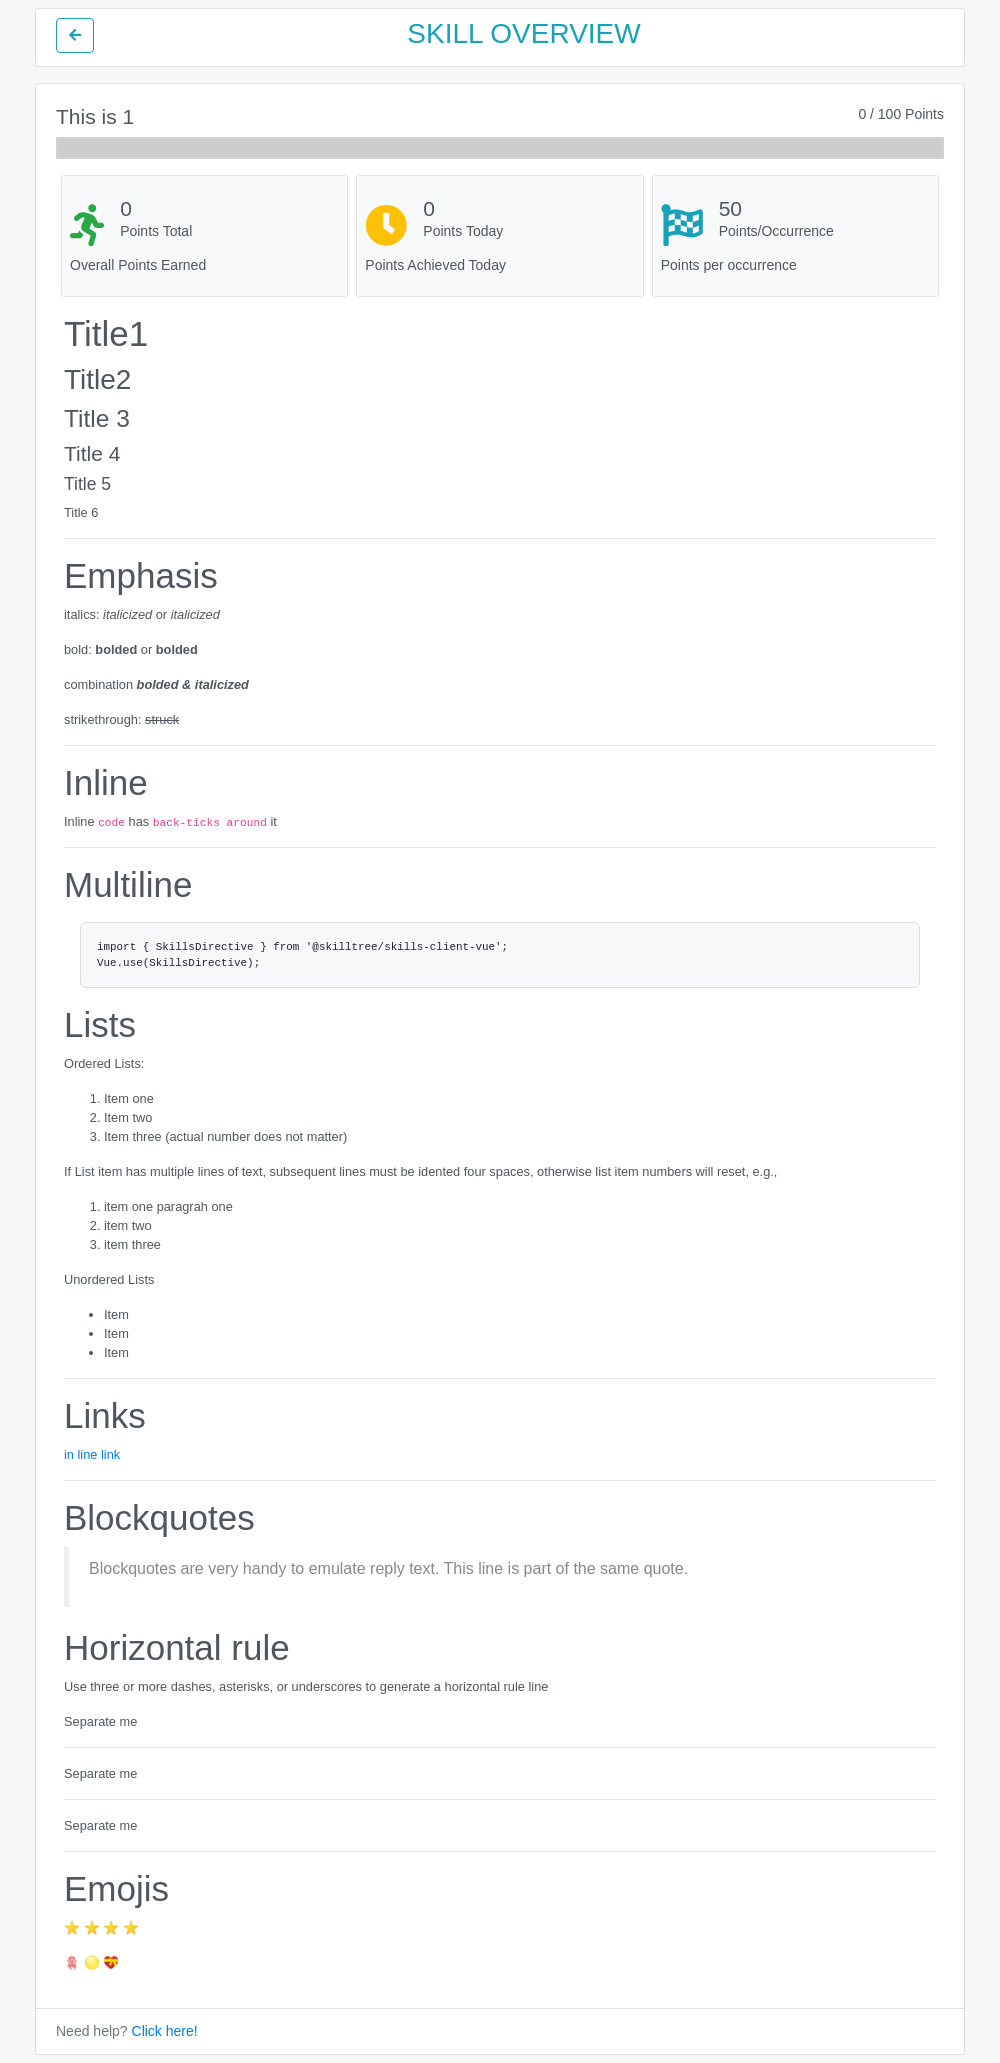 SKILL OVERVIEW
This is 1
0 / 100 Points
0
Points Total
Overall Points Earned
0
Points Today
Points Achieved Today
50
Points/Occurrence
Points per occurrence
Title1
Title2
Title 3
Title 4
Title 5
Title 6
Emphasis
italics: italicized or italicized
bold: bolded or bolded
combination bolded & italicized
strikethrough: struck
Inline
Inline code has back-ticks around it
Multiline
import { SkillsDirective } from '@skilltree/skills-client-vue';
Vue.use(SkillsDirective);
Lists
Ordered Lists:
1. Item one
2. Item two
3. Item three (actual number does not matter)
If List item has multiple lines of text, subsequent lines must be idented four spaces, otherwise list item numbers will reset, e.g.,
1. item one paragrah one
2. item two
3. item three
Unordered Lists
• Item
• Item
• Item
Links
in line link
Blockquotes
Blockquotes are very handy to emulate reply text. This line is part of the same quote.
Horizontal rule
Use three or more dashes, asterisks, or underscores to generate a horizontal rule line
Separate me
Separate me
Separate me
Emojis
Need help? Click here!